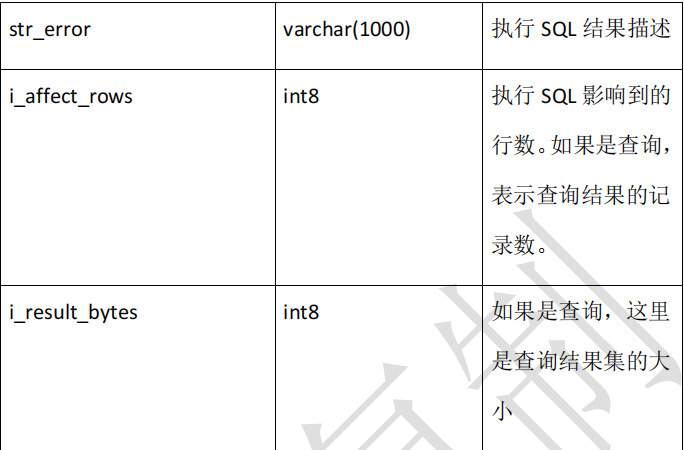 str_error varchar(1000) 执行 SQL 结果描述
i_affect_rows int8 执行 SQL 影响到的
行数。如果是查询，
表示查询结果的记
录数。
i_result_bytes int8 如果是查询，这里
是查询结果集的大
小
制